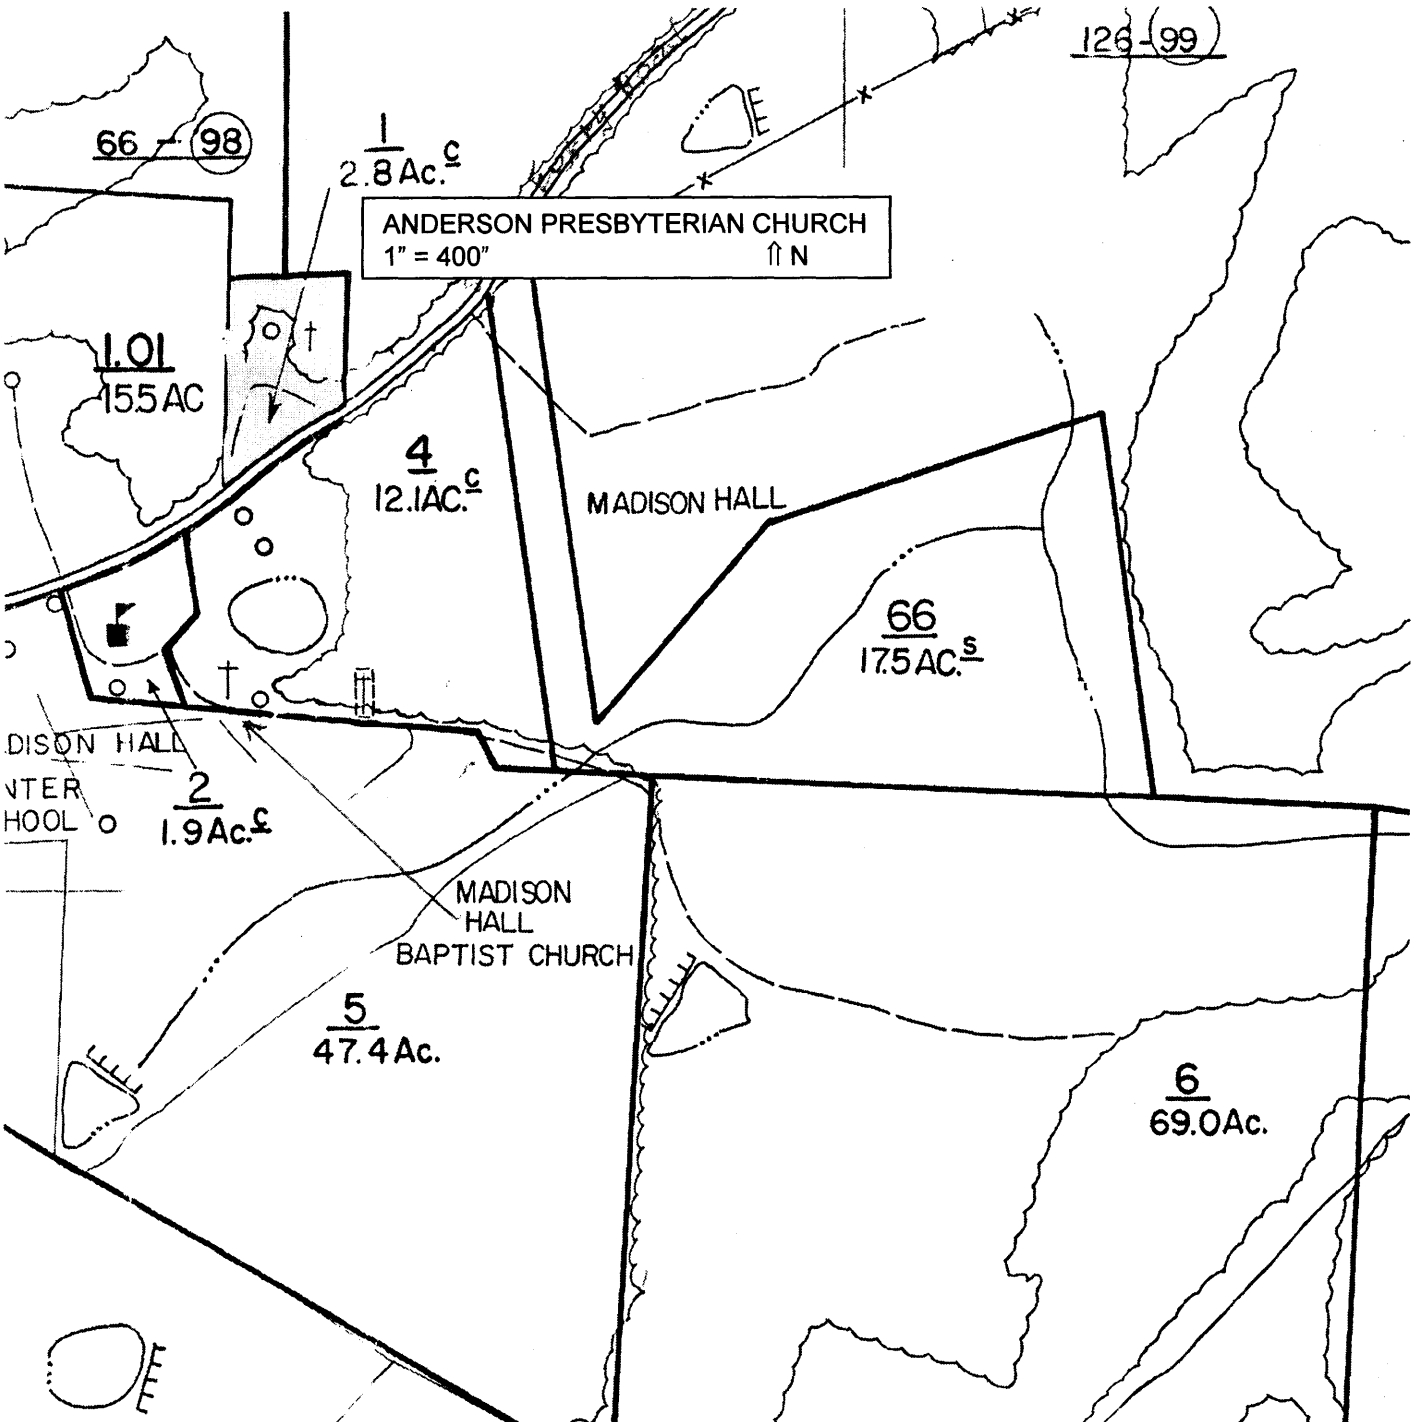 126-99
66 - 98
1
2.8 Ac. C
ANDERSON PRESBYTERIAN CHURCH
1” = 400” ⇑ N
1.01
155 AC
4
12.1AC. C
MADISON HALL
66
17.5 AC. S
DISON HALL
NTER
HOOL
2
1.9 Ac. C
MADISON
HALL
BAPTIST CHURCH
5
47.4 Ac.
6
69.0 Ac.